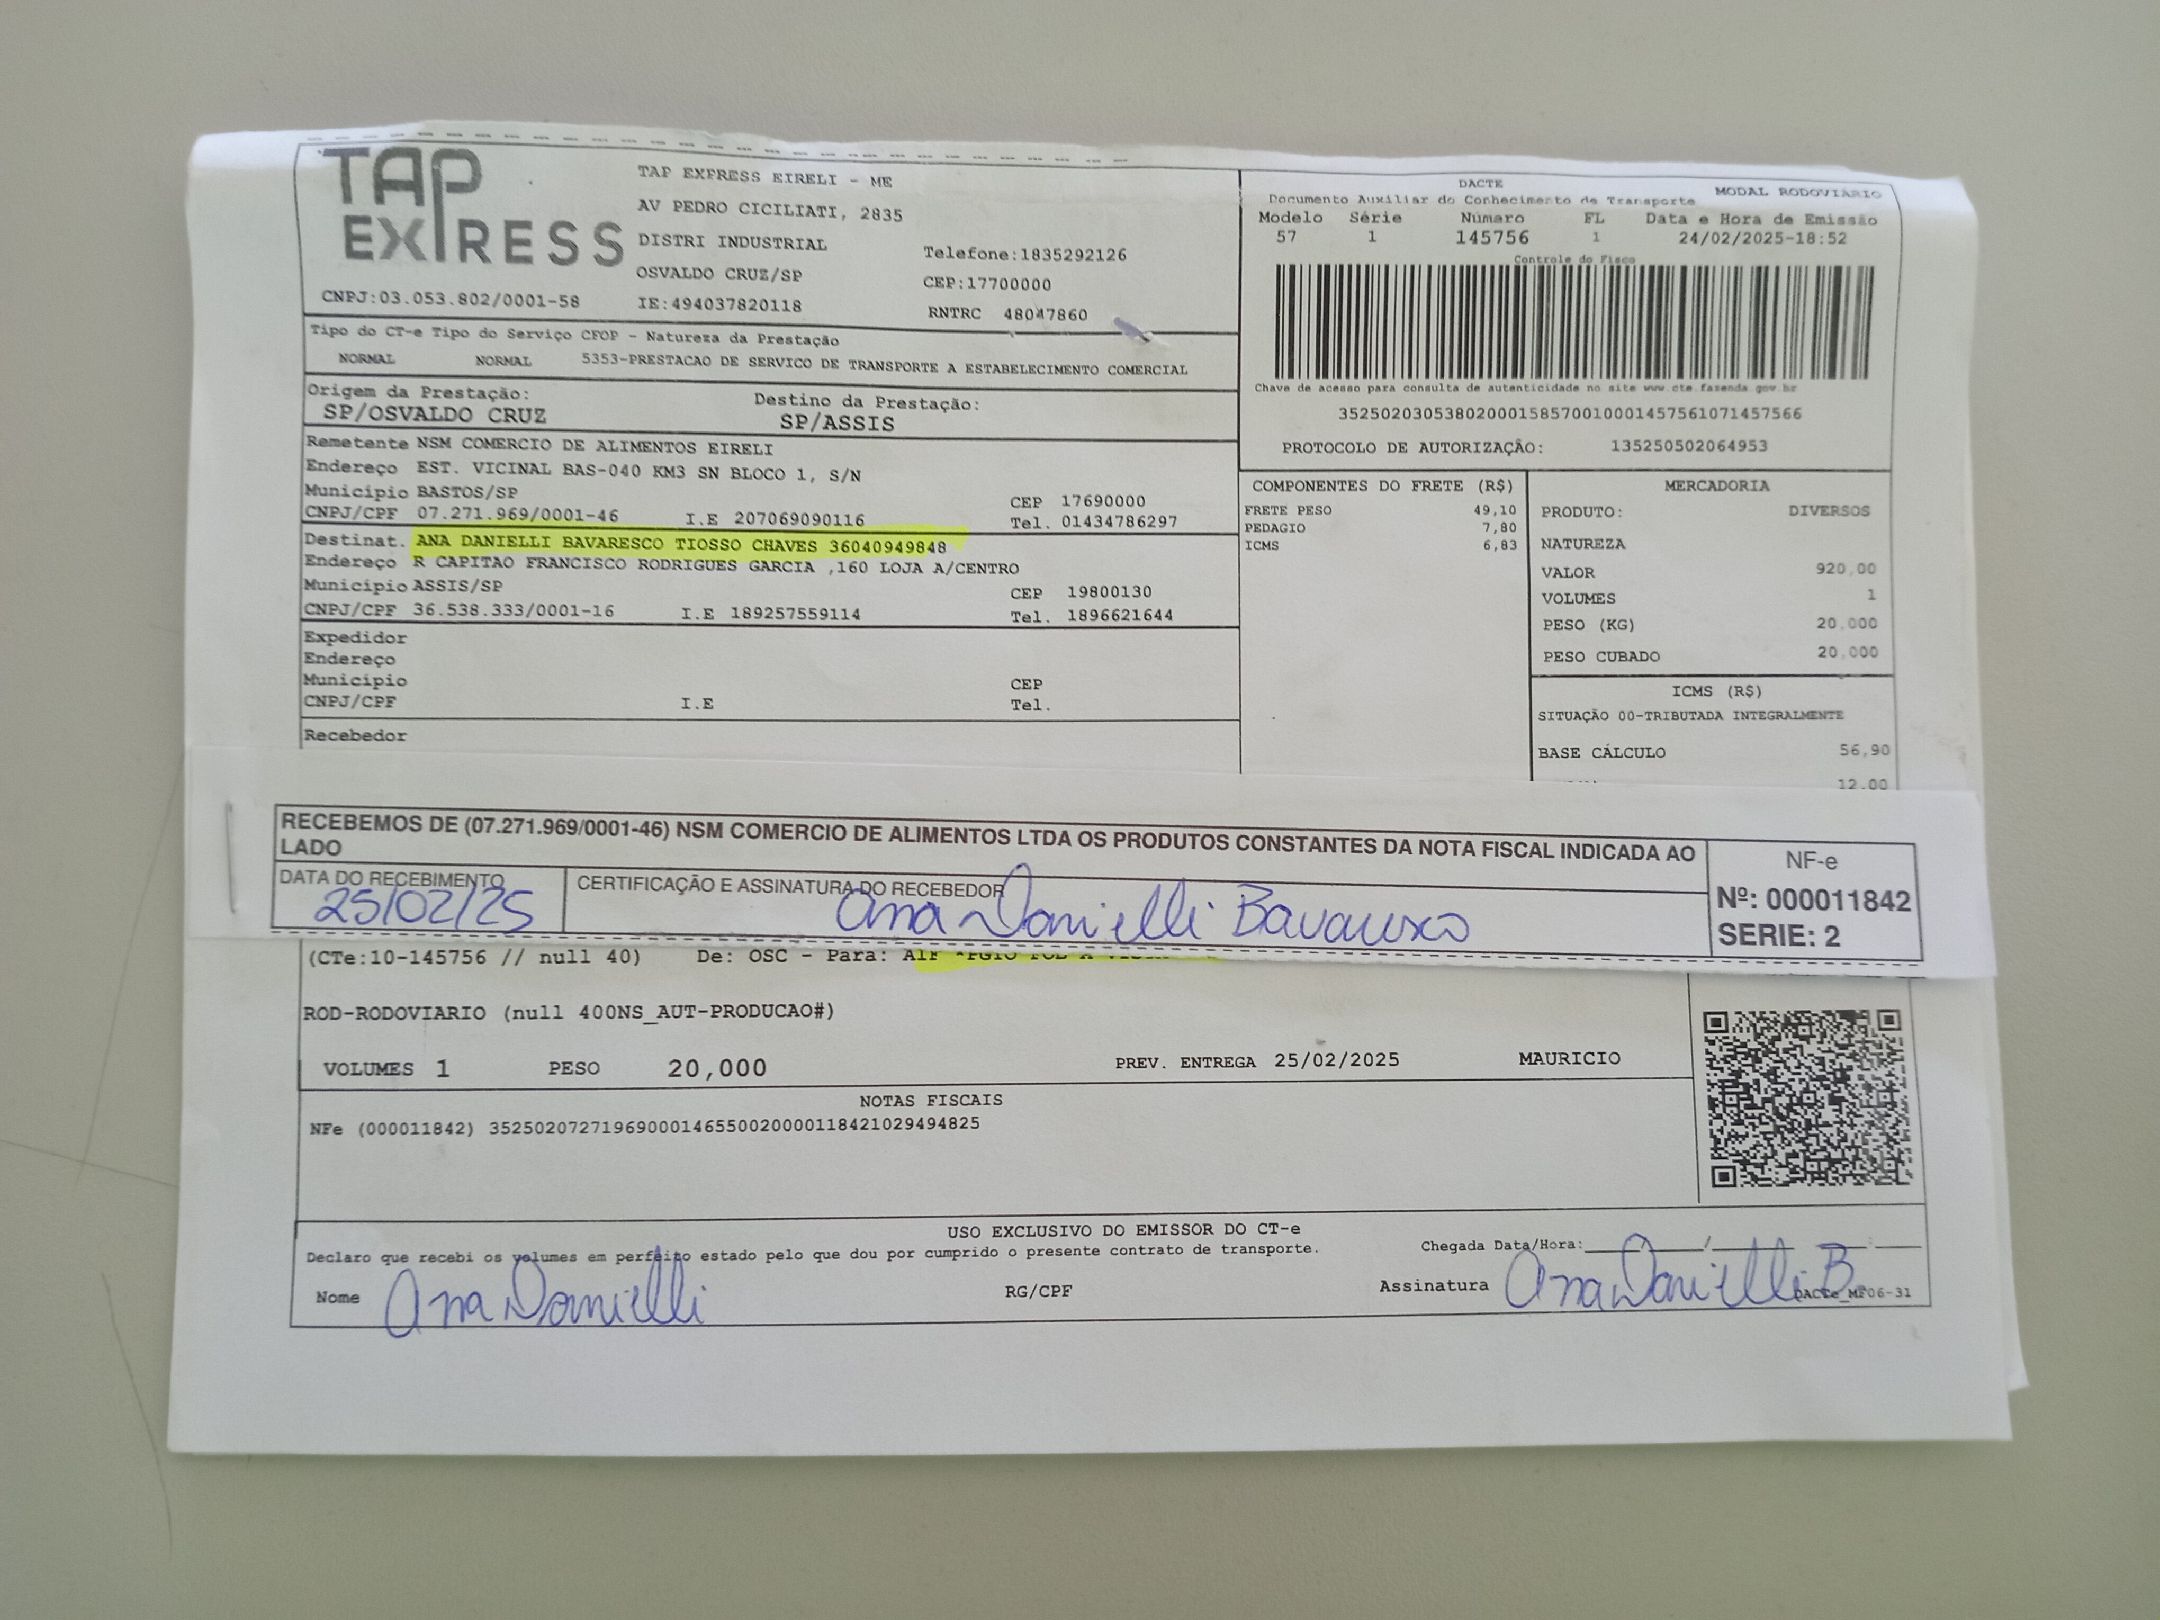 TAP EXPRESS
TAP EXPRESS EIRELI - ME
AV PEDRO CICILIATI, 2835
DISTRI INDUSTRIAL
OSVALDO CRUZ/SP
IE:494037820118
Telefone:1835292126
CEP:17700000
RNTRC 48047860
CNPJ:03.053.802/0001-58
DACTE
Documento Auxiliar do Conhecimento de Transporte
MODAL RODOVIARIO
Modelo Série Número FL Data e Hora de Emissão
57 1 145756 1 24/02/2025-18:52
Controle do Fisco
Chave de acesso para consulta de autenticidade no site www.cte.fazenda.gov.br
35250203053802000158570010001457561071457566
PROTOCOLO DE AUTORIZAÇÃO: 135250502064953
Tipo do CT-e Tipo do Serviço CFOP - Natureza da Prestação
NORMAL NORMAL 5353-PRESTACAO DE SERVICO DE TRANSPORTE A ESTABELECIMENTO COMERCIAL
Origem da Prestação: Destino da Prestação:
SP/OSVALDO CRUZ SP/ASSIS
Remetente NSM COMERCIO DE ALIMENTOS EIRELI
Endereço EST. VICINAL BAS-040 KM3 SN BLOCO 1, S/N
Município BASTOS/SP CEP 17690000
CNPJ/CPF 07.271.969/0001-46 I.E 207069090116 Tel. 01434786297
Destinat. ANA DANIELLI BAVARESCO TIOSSO CHAVES 36040949848
Endereço R CAPITAO FRANCISCO RODRIGUES GARCIA ,160 LOJA A/CENTRO
Município ASSIS/SP CEP 19800130
CNPJ/CPF 36.538.333/0001-16 I.E 189257559114 Tel. 1896621644
Expedidor
Endereço
Município CEP
CNPJ/CPF I.E Tel.
Recebedor
COMPONENTES DO FRETE (R$)
FRETE PESO 49,10
PEDAGIO 7,80
ICMS 6,83
MERCADORIA
PRODUTO: DIVERSOS
NATUREZA
VALOR 920,00
VOLUMES 1
PESO (KG) 20,000
PESO CUBADO 20,000
ICMS (R$)
SITUAÇÃO 00-TRIBUTADA INTEGRALMENTE
BASE CÁLCULO 56,90
12,00
RECEBEMOS DE (07.271.969/0001-46) NSM COMERCIO DE ALIMENTOS LTDA OS PRODUTOS CONSTANTES DA NOTA FISCAL INDICADA AO
LADO
DATA DO RECEBIMENTO
25/02/25
CERTIFICAÇÃO E ASSINATURA DO RECEBEDOR
Ana Danielli Bavaresco
NF-e
Nº: 000011842
SERIE: 2
(CTe:10-145756 // null 40) De: OSC - Para:
ROD-RODOVIARIO (null 400NS_AUT-PRODUCAO#)
VOLUMES 1 PESO 20,000 PREV. ENTREGA 25/02/2025 MAURICIO
NOTAS FISCAIS
NFe (000011842) 35250207271969000146550020000118421029494825
USO EXCLUSIVO DO EMISSOR DO CT-e
Declaro que recebi os volumes em perfeito estado pelo que dou por cumprido o presente contrato de transporte.
Chegada Data/Hora:____/____/____ ____:____
Nome Ana Danielli RG/CPF Assinatura Ana Danielli B
DACTe_MF06-31